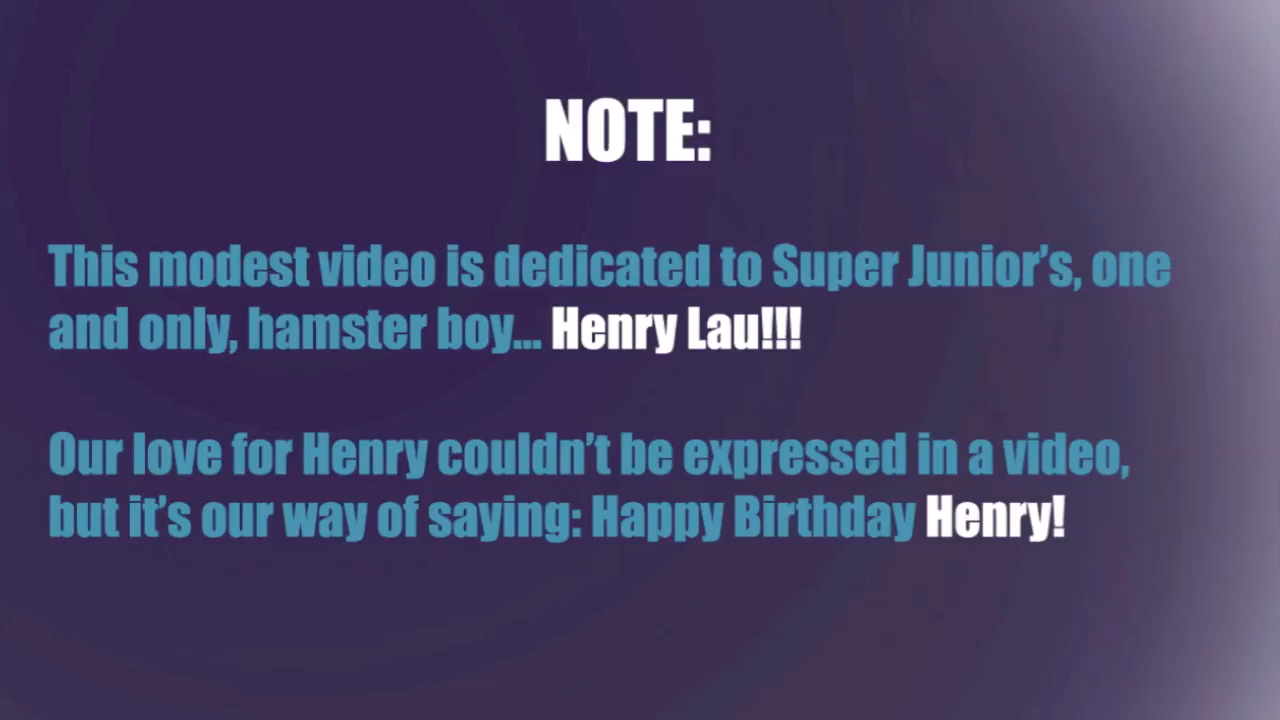 NOTE:
This modest video is dedicated to Super Junior’s, one
and only, hamster boy... Henry Lau!!!
Our love for Henry couldn’t be expressed in a video,
but it’s our way of saying: Happy Birthday Henry!